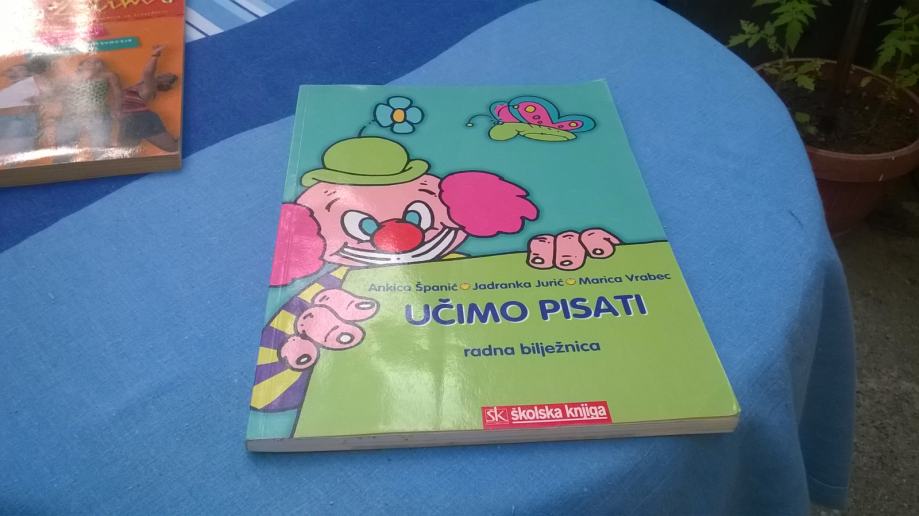 Ankica Španić Jadranka Jurić Marica Vrabec
UČIMO PISATI
radna bilježnica
SK školska knjiga